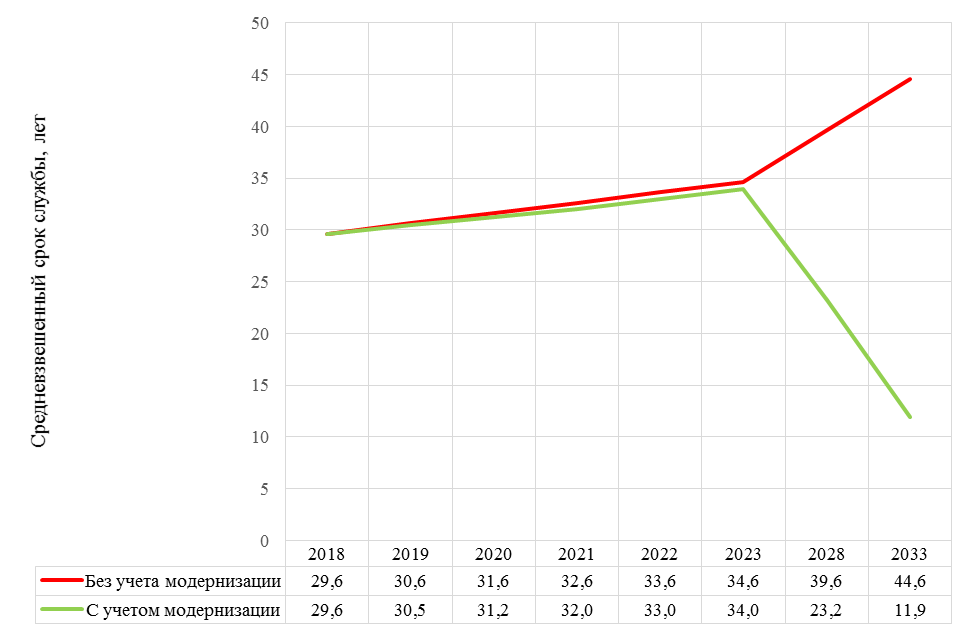 Средневзвешенный срок службы, лет
50
45
40
35
30
25
20
15
10
5
0
2018 2019 2020 2021 2022 2023 2028 2033
Без учета модернизации 29,6 30,6 31,6 32,6 33,6 34,6 39,6 44,6
С учетом модернизации 29,6 30,5 31,2 32,0 33,0 34,0 23,2 11,9